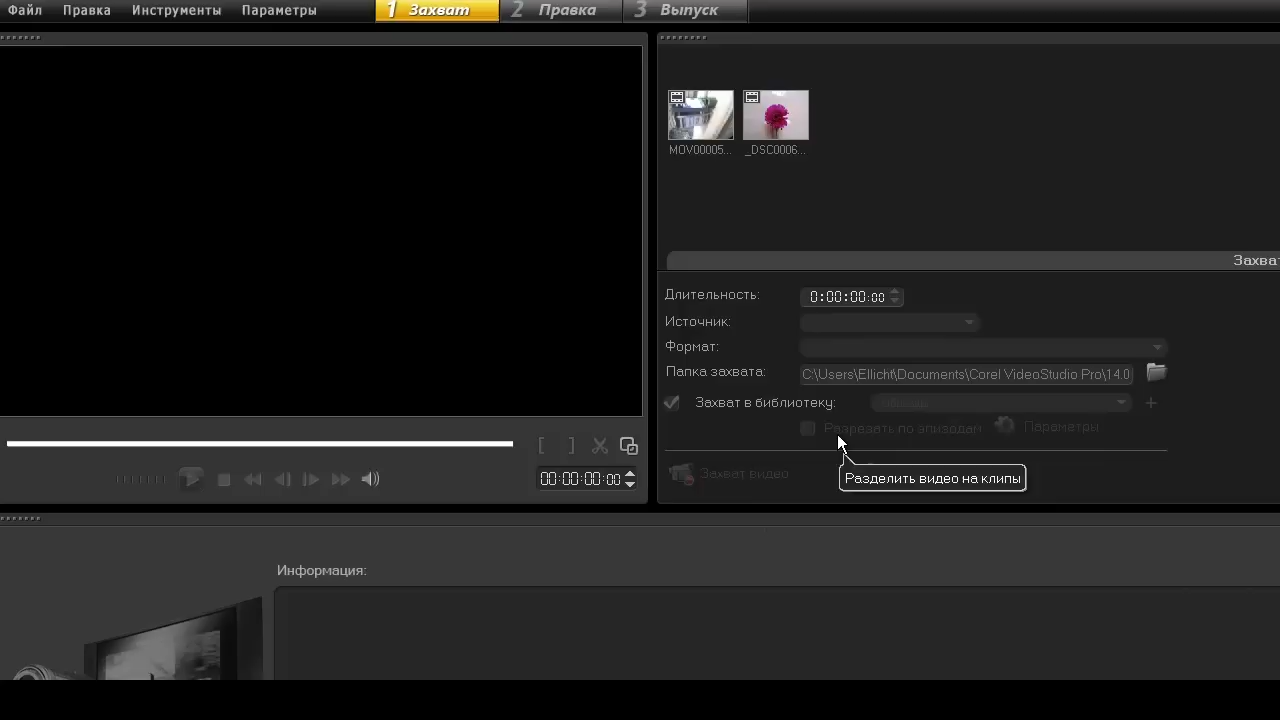 Файл Правка Инструменты Параметры 1 Захват 2 Правка 3 Выпуск
MOV00005... _DSC0006...
Захват
Длительность: 0:00:00:00
Источник:
Формат:
Папка захвата: C:\Users\Ellicht\Documents\Corel VideoStudio Pro\14.0
Захват в библиотеку:
Разрезать по эпизодам Параметры
Захват видео
Разделить видео на клипы
00:00:00:00
Информация: